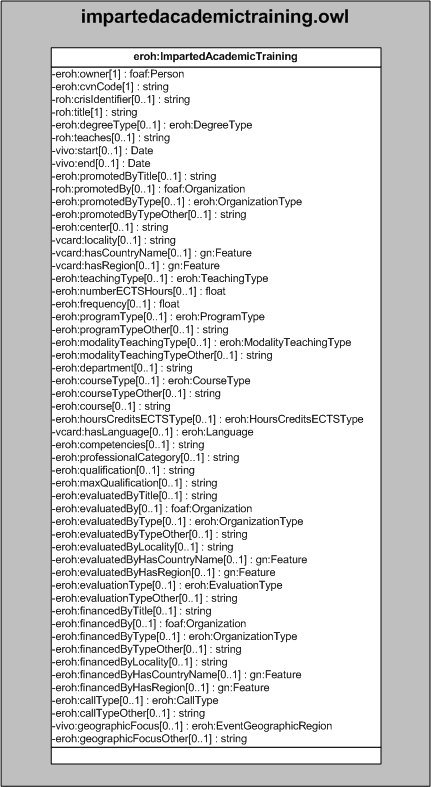 impartedacademictraining.owl
eroh:ImpartedAcademicTraining
-eroh:owner[1] : foaf:Person
-eroh:cvnCode[1] : string
-roh:crisIdentifier[0..1] : string
-roh:title[1] : string
-eroh:degreeType[0..1] : eroh:DegreeType
-roh:teaches[0..1] : string
-vivo:start[0..1] : Date
-vivo:end[0..1] : Date
-eroh:promotedByTitle[0..1] : string
-roh:promotedBy[0..1] : foaf:Organization
-eroh:promotedByType[0..1] : eroh:OrganizationType
-eroh:promotedByTypeOther[0..1] : string
-eroh:center[0..1] : string
-vcard:locality[0..1] : string
-vcard:hasCountryName[0..1] : gn:Feature
-vcard:hasRegion[0..1] : gn:Feature
-eroh:teachingType[0..1] : eroh:TeachingType
-eroh:numberECTSHours[0..1] : float
-eroh:frequency[0..1] : float
-eroh:programType[0..1] : eroh:ProgramType
-eroh:programTypeOther[0..1] : string
-eroh:modalityTeachingType[0..1] : eroh:ModalityTeachingType
-eroh:modalityTeachingTypeOther[0..1] : string
-eroh:department[0..1] : string
-eroh:courseType[0..1] : eroh:CourseType
-eroh:courseTypeOther[0..1] : string
-eroh:course[0..1] : string
-eroh:hoursCreditsECTSType[0..1] : eroh:HoursCreditsECTSType
-vcard:hasLanguage[0..1] : eroh:Language
-eroh:competencies[0..1] : string
-eroh:professionalCategory[0..1] : string
-eroh:qualification[0..1] : string
-eroh:maxQualification[0..1] : string
-eroh:evaluatedByTitle[0..1] : string
-eroh:evaluatedBy[0..1] : foaf:Organization
-eroh:evaluatedByType[0..1] : eroh:OrganizationType
-eroh:evaluatedByTypeOther[0..1] : string
-eroh:evaluatedByLocality[0..1] : string
-eroh:evaluatedByHasCountryName[0..1] : gn:Feature
-eroh:evaluatedByHasRegion[0..1] : gn:Feature
-eroh:evaluationType[0..1] : eroh:EvaluationType
-eroh:evaluationTypeOther[0..1] : string
-eroh:financedByTitle[0..1] : string
-eroh:financedBy[0..1] : foaf:Organization
-eroh:financedByType[0..1] : eroh:OrganizationType
-eroh:financedByTypeOther[0..1] : string
-eroh:financedByLocality[0..1] : string
-eroh:financedByHasCountryName[0..1] : gn:Feature
-eroh:financedByHasRegion[0..1] : gn:Feature
-eroh:callType[0..1] : eroh:CallType
-eroh:callTypeOther[0..1] : string
-vivo:geographicFocus[0..1] : eroh:EventGeographicRegion
-eroh:geographicFocusOther[0..1] : string